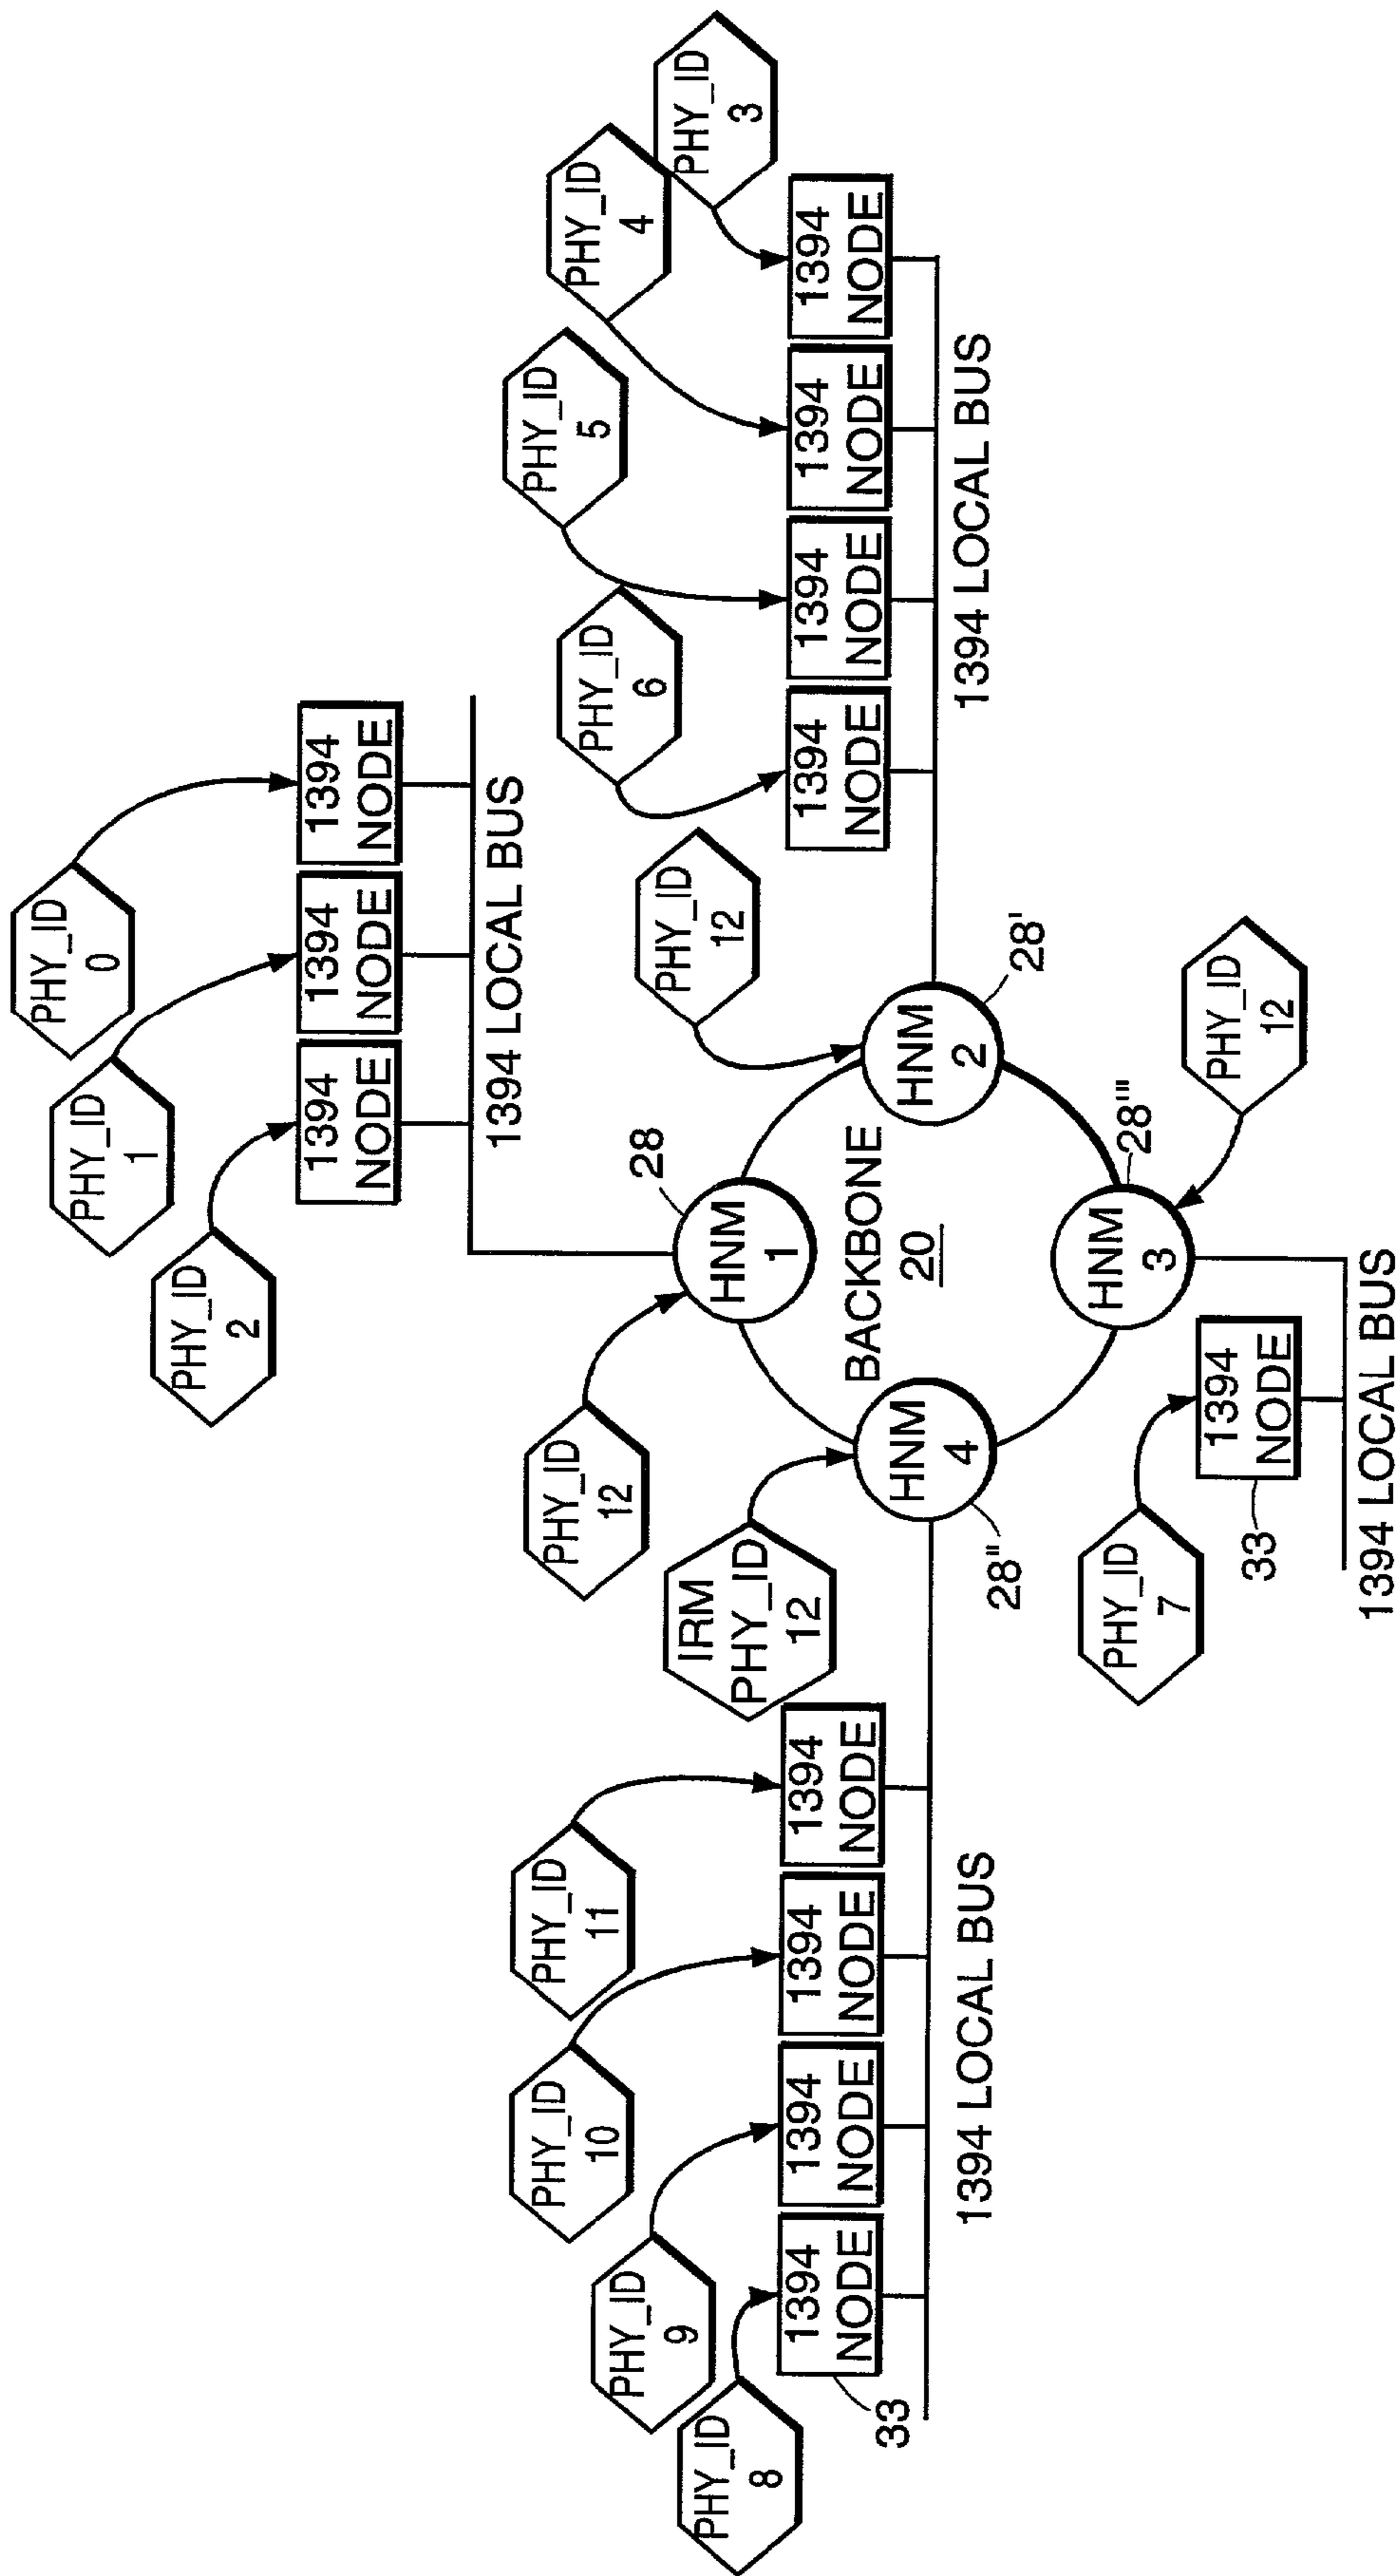 PHY_ID
0
PHY_ID
1
PHY_ID
2
1394
NODE
1394
NODE
1394
NODE
1394 LOCAL BUS
PHY_ID
3
PHY_ID
4
PHY_ID
5
PHY_ID
6
1394
NODE
1394
NODE
1394
NODE
1394
NODE
1394 LOCAL BUS
PHY_ID
12
HNM
1
28
PHY_ID
12
HNM
2
28'
BACKBONE
20
IRM
PHY_ID
12
HNM
4
28"
HNM
3
28"'
PHY_ID
12
PHY_ID
11
PHY_ID
10
PHY_ID
9
PHY_ID
8
1394
NODE
1394
NODE
1394
NODE
1394
NODE
33
1394 LOCAL BUS
PHY_ID
7
1394
NODE
33
1394 LOCAL BUS